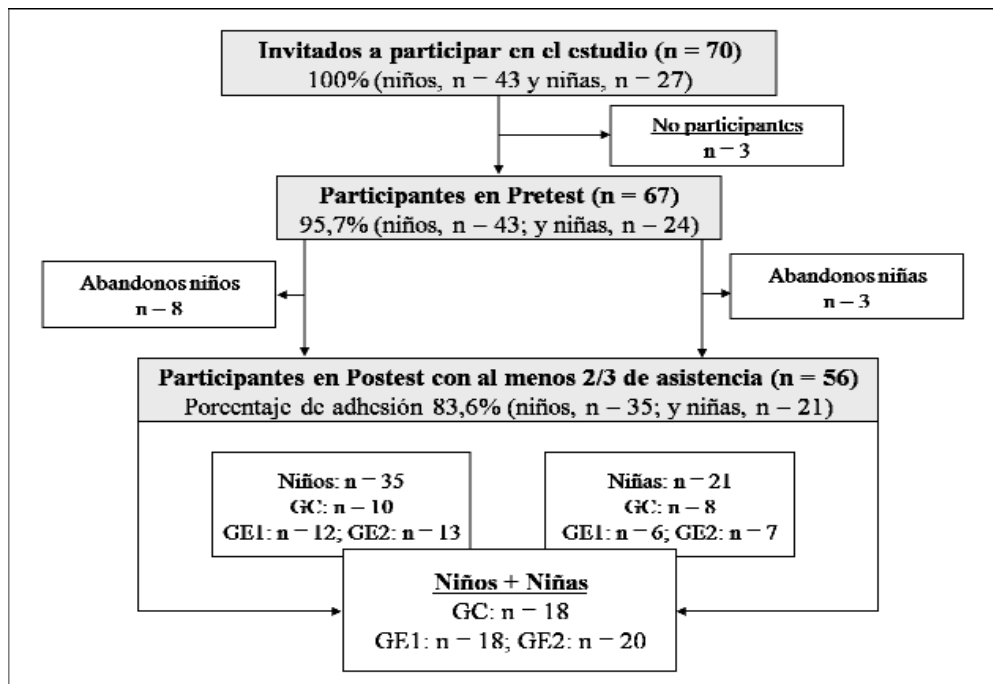 Invitados a participar en el estudio (n = 70)
100% (niños, n = 43 y niñas, n = 27)
No participantes
n = 3
Participantes en Pretest (n = 67)
95,7% (niños, n = 43; y niñas, n = 24)
Abandonos niños
n = 8
Abandonos niñas
n = 3
Participantes en Postest con al menos 2/3 de asistencia (n = 56)
Porcentaje de adhesión 83,6% (niños, n = 35; y niñas, n = 21)
Niños: n = 35
GC: n = 10
GE1: n = 12; GE2: n = 13
Niñas: n = 21
GC: n = 8
GE1: n = 6; GE2: n = 7
Niños + Niñas
GC: n = 18
GE1: n = 18; GE2: n = 20